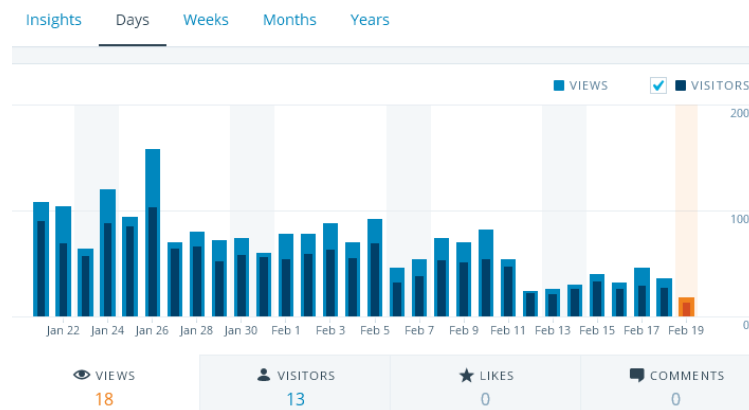 Insights Days Weeks Months Years
VIEWS VISITORS
200
100
0
Jan 22 Jan 24 Jan 26 Jan 28 Jan 30 Feb 1 Feb 3 Feb 5 Feb 7 Feb 9 Feb 11 Feb 13 Feb 15 Feb 17 Feb 19
VIEWS VISITORS LIKES COMMENTS
18 13 0 0